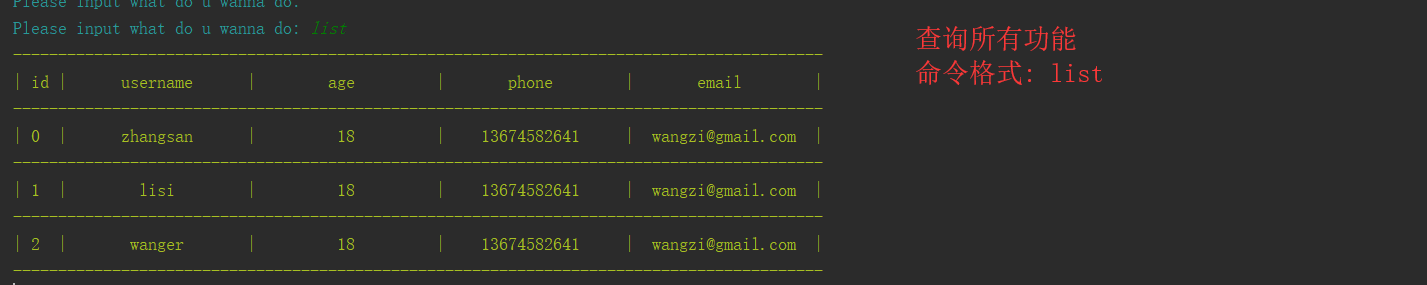 Please input what do u wanna do:
Please input what do u wanna do: list
| id | username | age | phone | email |
| 0 | zhangsan | 18 | 13674582641 | wangzi@gmail.com |
| 1 | lisi | 18 | 13674582641 | wangzi@gmail.com |
| 2 | wanger | 18 | 13674582641 | wangzi@gmail.com |
查询所有功能
命令格式: list